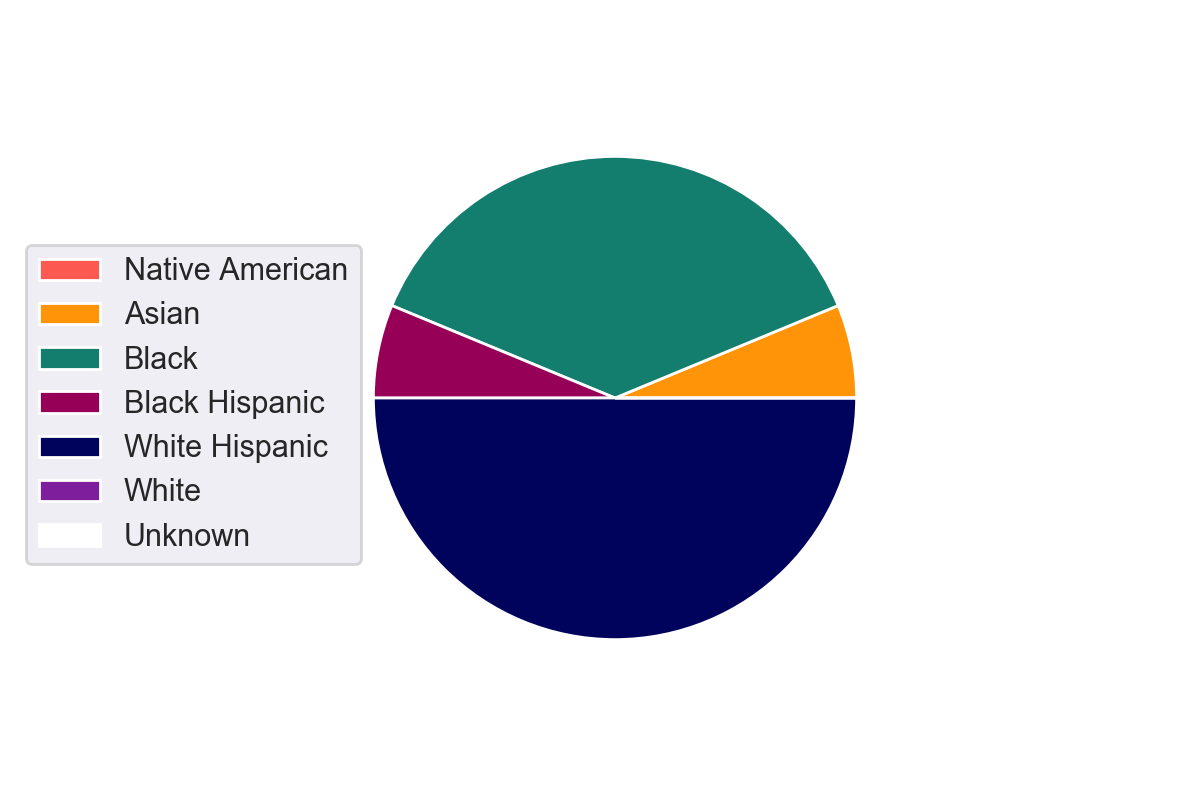 Native American
Asian
Black
Black Hispanic
White Hispanic
White
Unknown